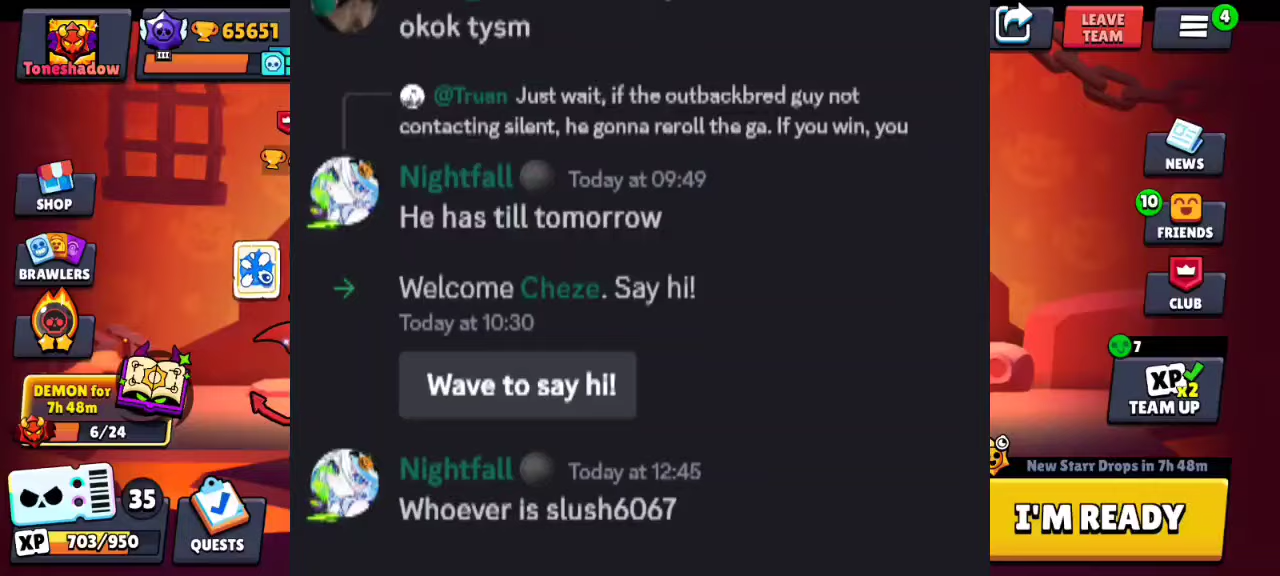 Toneshadow
III
65651
SHOP
BRAWLERS
DEMON for
7h 48m
6/24
35
XP
703/950
QUESTS
okok tysm
@Truan Just wait, if the outbackbred guy not
contacting silent, he gonna reroll the ga. If you win, you
Nightfall Today at 09:49
He has till tomorrow
Welcome Cheze. Say hi!
Today at 10:30
Wave to say hi!
Nightfall Today at 12:45
Whoever is slush6067
LEAVE
TEAM
4
NEWS
10
FRIENDS
CLUB
7
XP x2
TEAM UP
New Starr Drops in 7h 48m
I'M READY